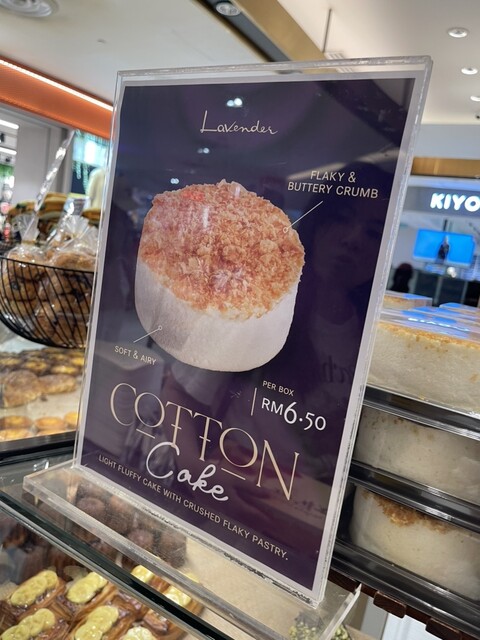 Lavender
FLAKY &
BUTTERY CRUMB
KIYO
SOFT & AIRY
PER BOX
RM6.50
COTTON
Cake
LIGHT FLUFFY CAKE WITH CRUSHED FLAKY PASTRY.